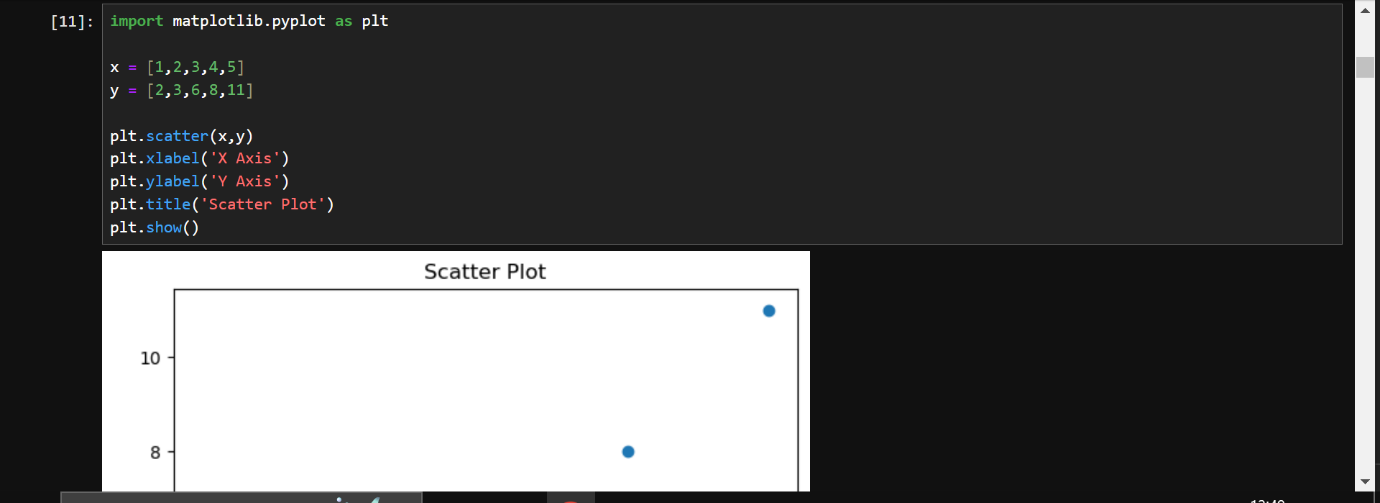 [11]: import matplotlib.pyplot as plt
x = [1,2,3,4,5]
y = [2,3,6,8,11]
plt.scatter(x,y)
plt.xlabel('X Axis')
plt.ylabel('Y Axis')
plt.title('Scatter Plot')
plt.show()
Scatter Plot
10
8